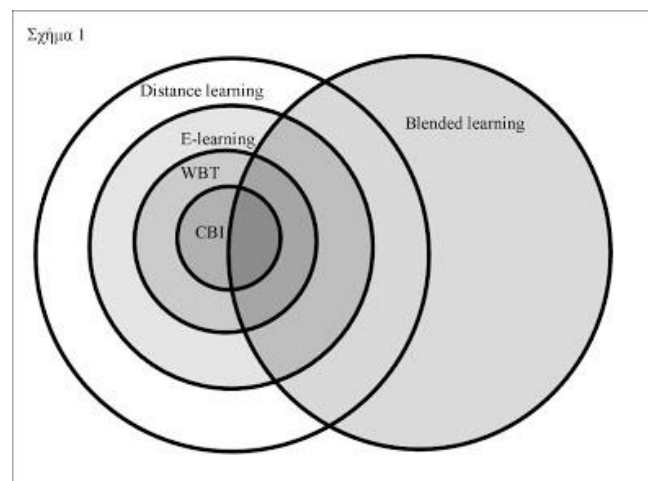 Σχήμα 1
Distance learning
Blended learning
E-learning
WBT
CBI